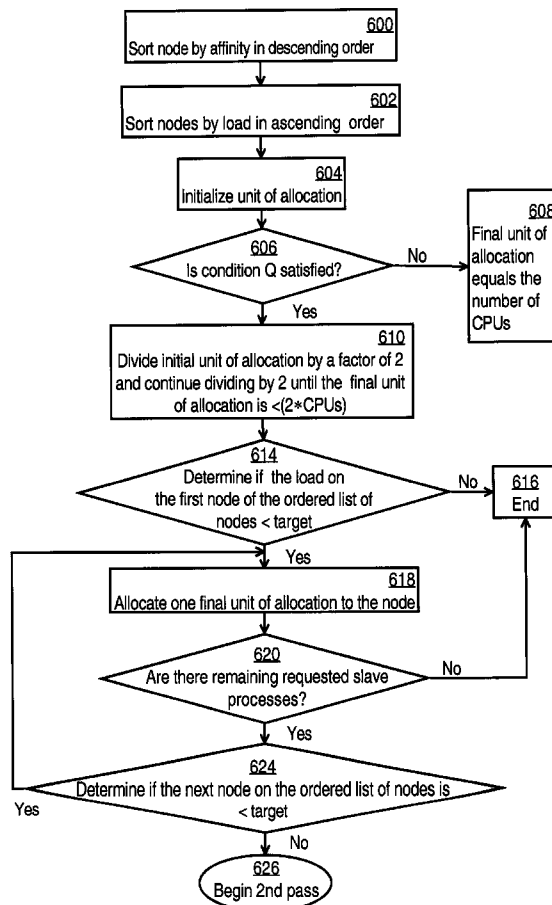 600
Sort node by affinity in descending order
602
Sort nodes by load in ascending order
604
Initialize unit of allocation
606
Is condition Q satisfied?
No
608
Final unit of
allocation
equals the
number of
CPUs
Yes
610
Divide initial unit of allocation by a factor of 2
and continue dividing by 2 until the final unit
of allocation is <(2*CPUs)
614
Determine if the load on
the first node of the ordered list of
nodes < target
No
616
End
Yes
618
Allocate one final unit of allocation to the node
620
Are there remaining requested slave
processes?
No
Yes
624
Determine if the next node on the ordered list of nodes is
< target
Yes
No
626
Begin 2nd pass